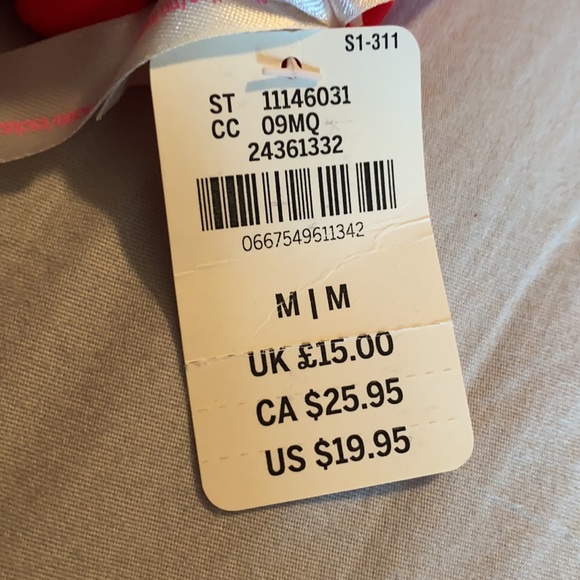 S1-311
ST 11146031
CC 09MQ
24361332
0667549611342
M | M
UK £15.00
CA $25.95
US $19.95